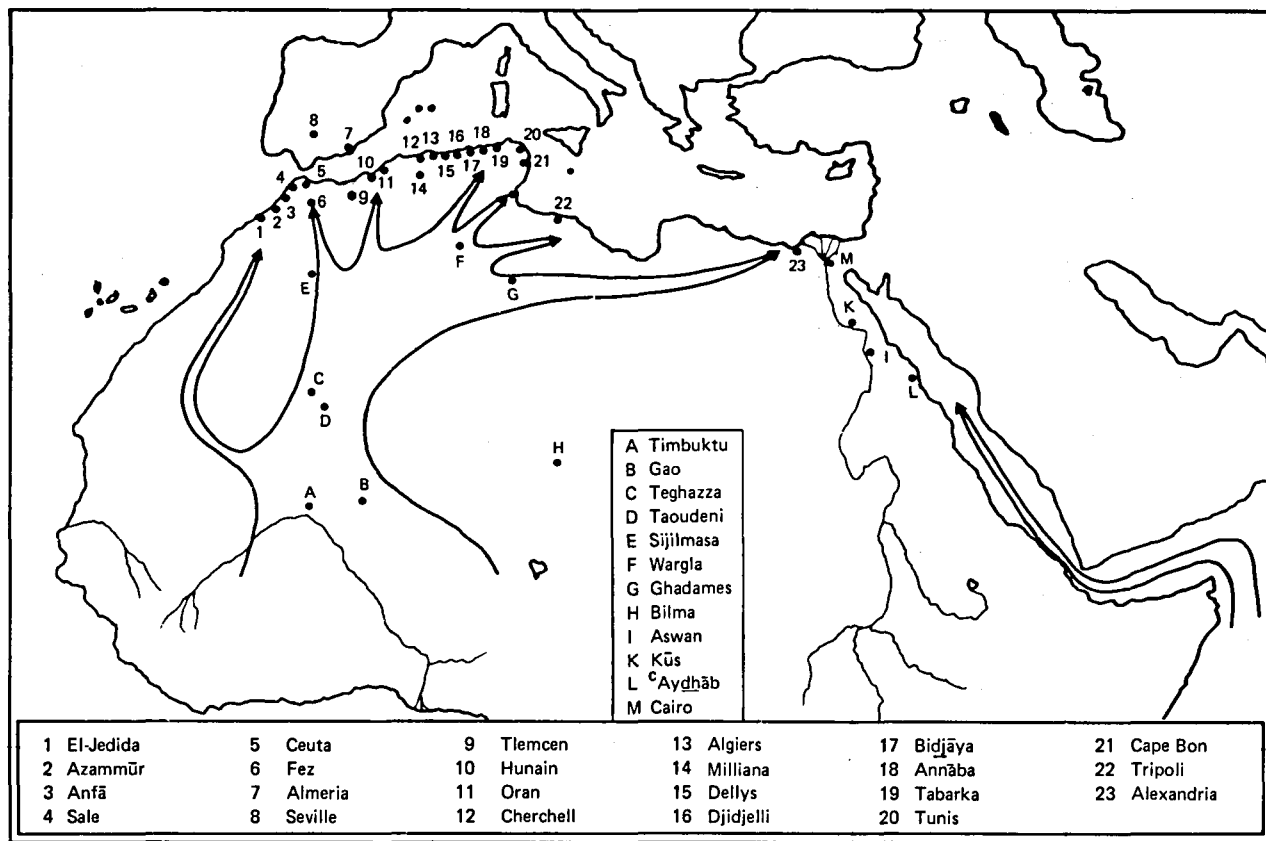 8
7
12 13 16 18 20
10
17 19 21
4 5
11 15
14
3
9
2 6
1
22
F
23 M
E
G
K
I
C
L
D
H
B
A
A Timbuktu
B Gao
C Teghazza
D Taoudeni
E Sijilmasa
F Wargla
G Ghadames
H Bilma
I Aswan
K Kūs
L ᶜAydhāb
M Cairo
1 El-Jedida
2 Azammūr
3 Anfā
4 Sale
5 Ceuta
6 Fez
7 Almeria
8 Seville
9 Tlemcen
10 Hunain
11 Oran
12 Cherchell
13 Algiers
14 Milliana
15 Dellys
16 Djidjelli
17 Bidjāya
18 Annāba
19 Tabarka
20 Tunis
21 Cape Bon
22 Tripoli
23 Alexandria